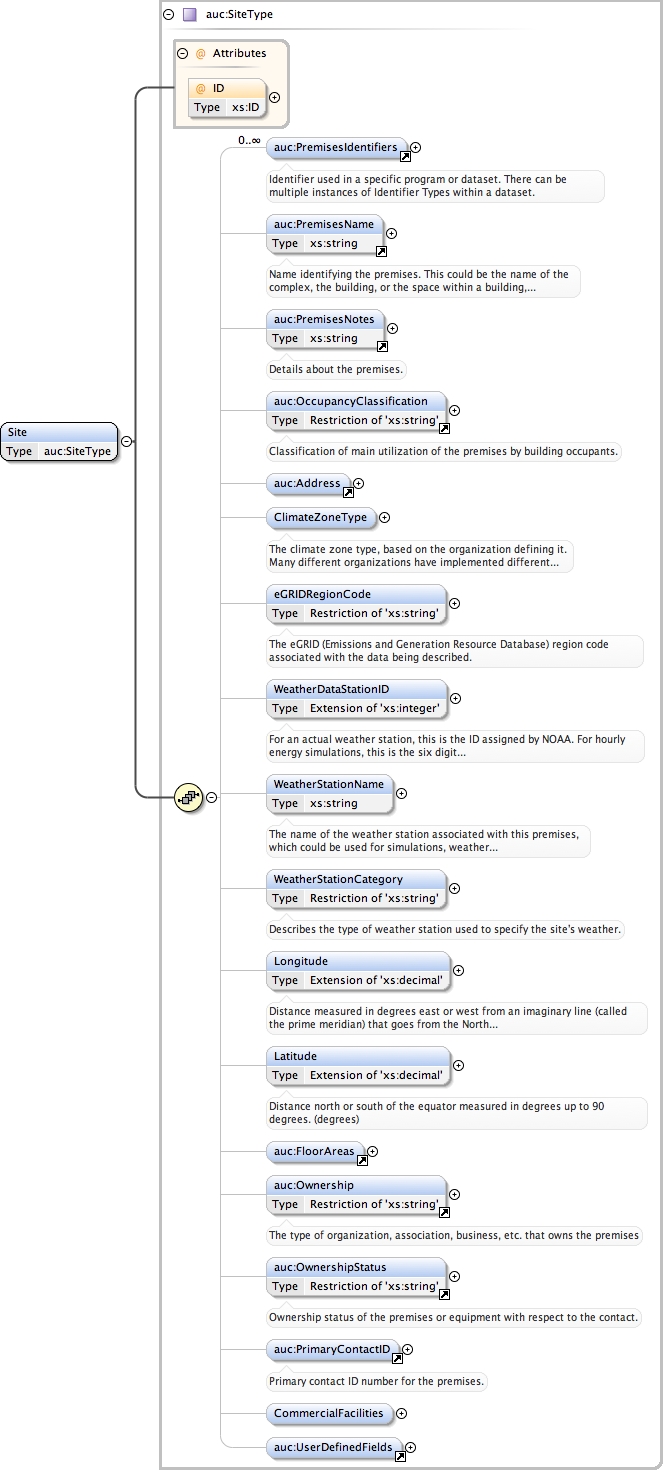 auc:SiteType
@ Attributes
@ ID
Type xs:ID
0..∞
auc:PremisesIdentifiers
Identifier used in a specific program or dataset. There can be
multiple instances of Identifier Types within a dataset.
auc:PremisesName
Type xs:string
Name identifying the premises. This could be the name of the
complex, the building, or the space within a building,...
auc:PremisesNotes
Type xs:string
Details about the premises.
auc:OccupancyClassification
Type Restriction of 'xs:string'
Classification of main utilization of the premises by building occupants.
Site
Type auc:SiteType
auc:Address
ClimateZoneType
The climate zone type, based on the organization defining it.
Many different organizations have implemented different...
eGRIDRegionCode
Type Restriction of 'xs:string'
The eGRID (Emissions and Generation Resource Database) region code
associated with the data being described.
WeatherDataStationID
Type Extension of 'xs:integer'
For an actual weather station, this is the ID assigned by NOAA. For hourly
energy simulations, this is the six digit...
WeatherStationName
Type xs:string
The name of the weather station associated with this premises,
which could be used for simulations, weather...
WeatherStationCategory
Type Restriction of 'xs:string'
Describes the type of weather station used to specify the site's weather.
Longitude
Type Extension of 'xs:decimal'
Distance measured in degrees east or west from an imaginary line (called
the prime meridian) that goes from the North...
Latitude
Type Extension of 'xs:decimal'
Distance north or south of the equator measured in degrees up to 90
degrees. (degrees)
auc:FloorAreas
auc:Ownership
Type Restriction of 'xs:string'
The type of organization, association, business, etc. that owns the premises
auc:OwnershipStatus
Type Restriction of 'xs:string'
Ownership status of the premises or equipment with respect to the contact.
auc:PrimaryContactID
Primary contact ID number for the premises.
CommercialFacilities
auc:UserDefinedFields